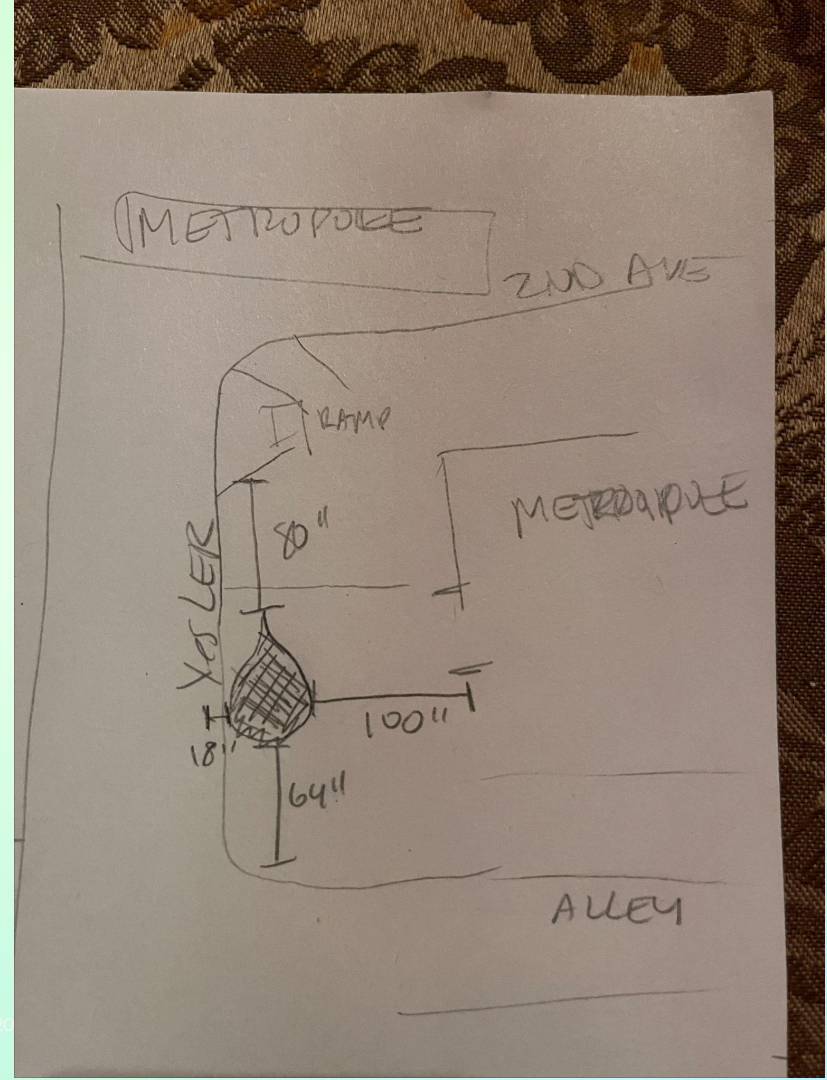 METROPOLE
2ND AVE
RAMP
METROPOLE
80"
YESLER
100"
18"
64"
ALLEY